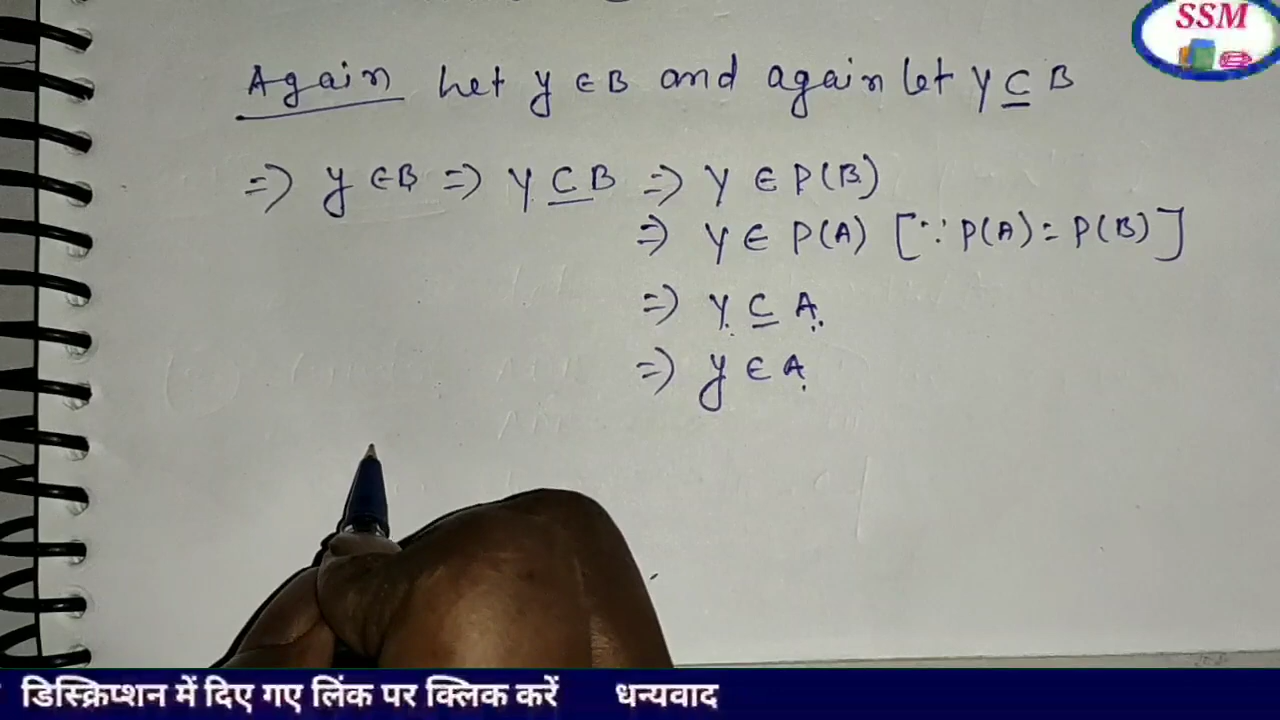 SSM
Again Let y ∈ B and again let Y ⊆ B
⇒ y ∈ B ⇒ Y ⊆ B ⇒ Y ∈ P(B)
⇒ Y ∈ P(A) [∵ P(A) = P(B)]
⇒ Y ⊆ A
⇒ y ∈ A
डिस्क्रिप्शन में दिए गए लिंक पर क्लिक करें धन्यवाद